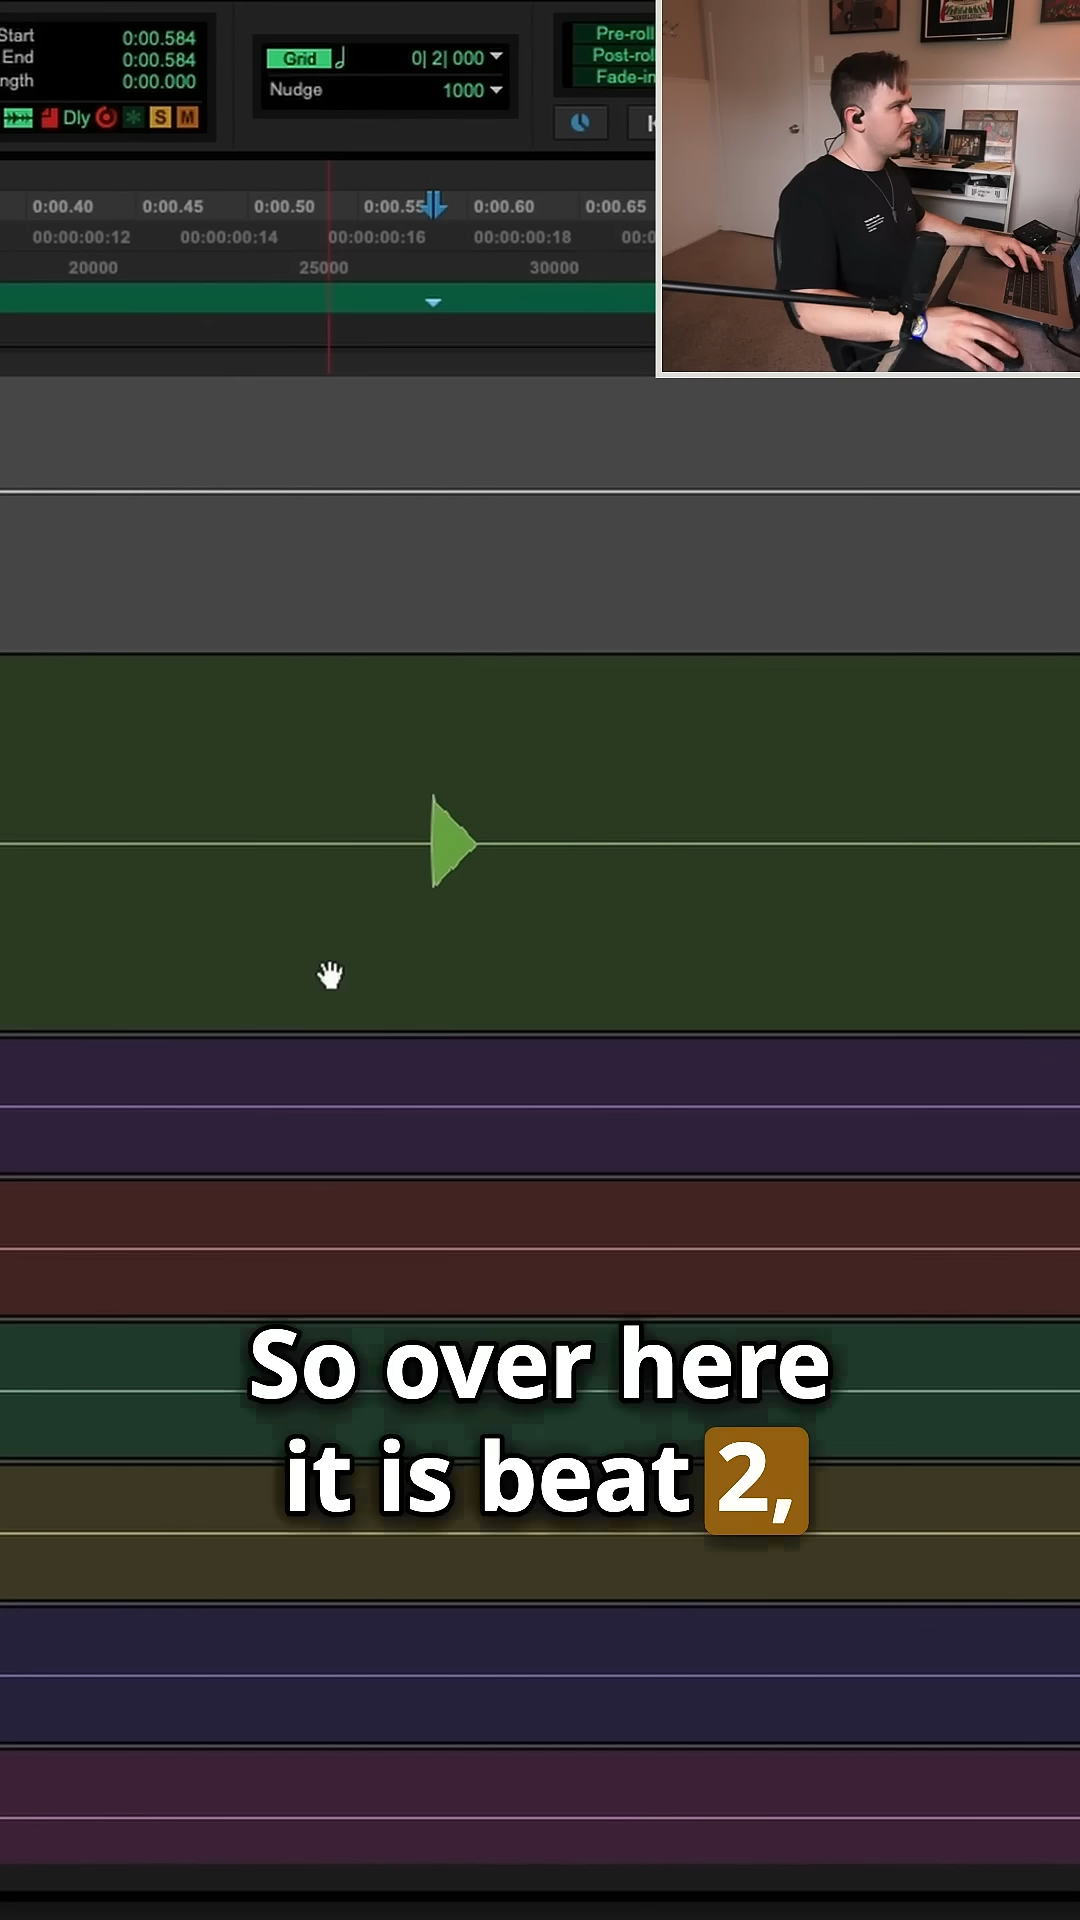 Start 0:00.584
End 0:00.584
ngth 0:00.000
Dly S M
Grid 0| 2| 000
Nudge 1000
Pre-roll
Post-rol
Fade-in
K
0:00.40 0:00.45 0:00.50 0:00.55 0:00.60 0:00.65
00:00:00:12 00:00:00:14 00:00:00:16 00:00:00:18 00:0
20000 25000 30000
So over here
it is beat 2,